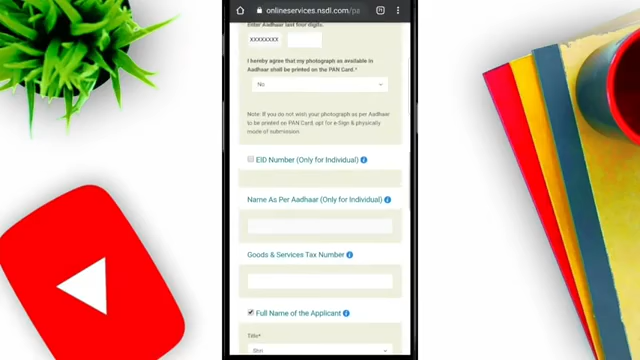 onlineservices.nsdl.com/pa
Enter Aadhaar last four digits.
XXXXXXXX
I hereby agree that my photograph as available in
Aadhaar shall be printed on the PAN Card.*
No
Note: If you do not wish your photograph as per Aadhaar
to be printed on PAN Card, opt for e-Sign & physically
mode of submission.
EID Number (Only for Individual)
Name As Per Aadhaar (Only for Individual)
Goods & Services Tax Number
Full Name of the Applicant
Title*
Shri